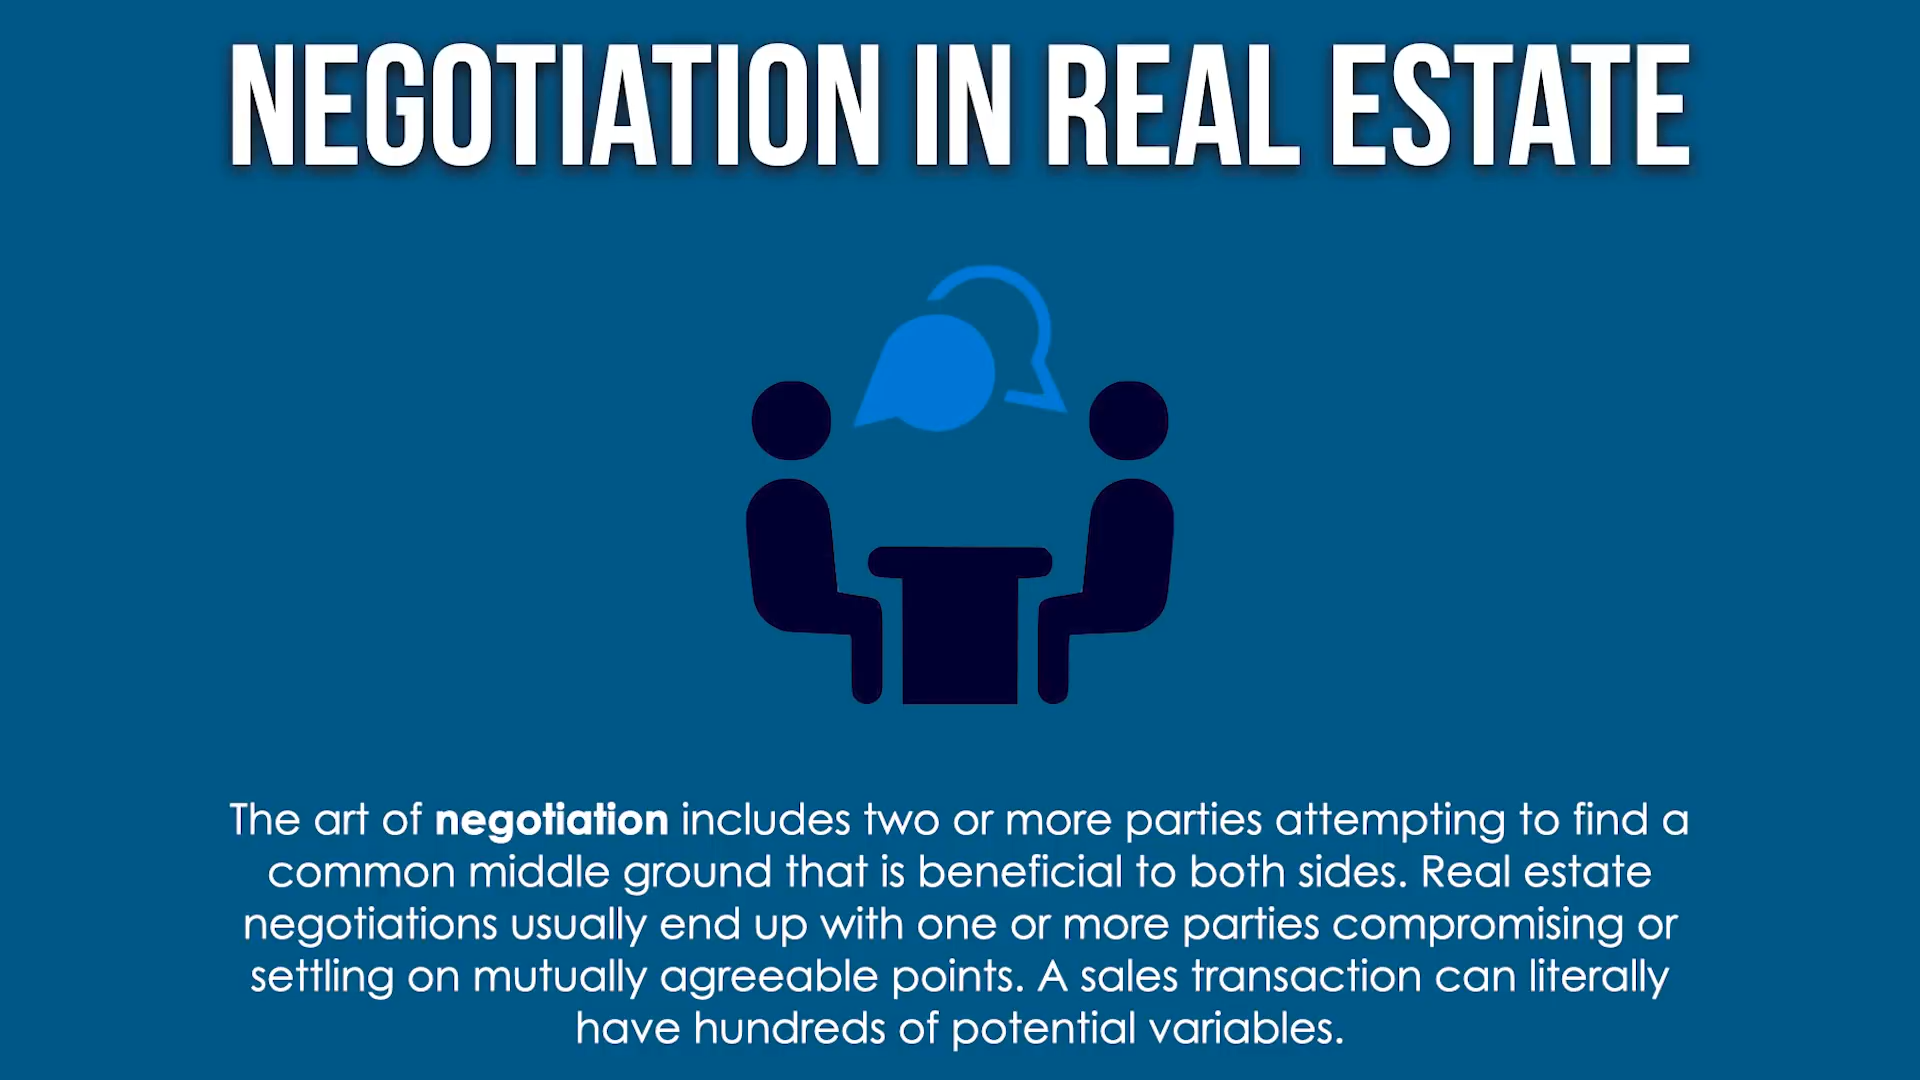 NEGOTIATION IN REAL ESTATE
The art of negotiation includes two or more parties attempting to find a
common middle ground that is beneficial to both sides. Real estate
negotiations usually end up with one or more parties compromising or
settling on mutually agreeable points. A sales transaction can literally
have hundreds of potential variables.